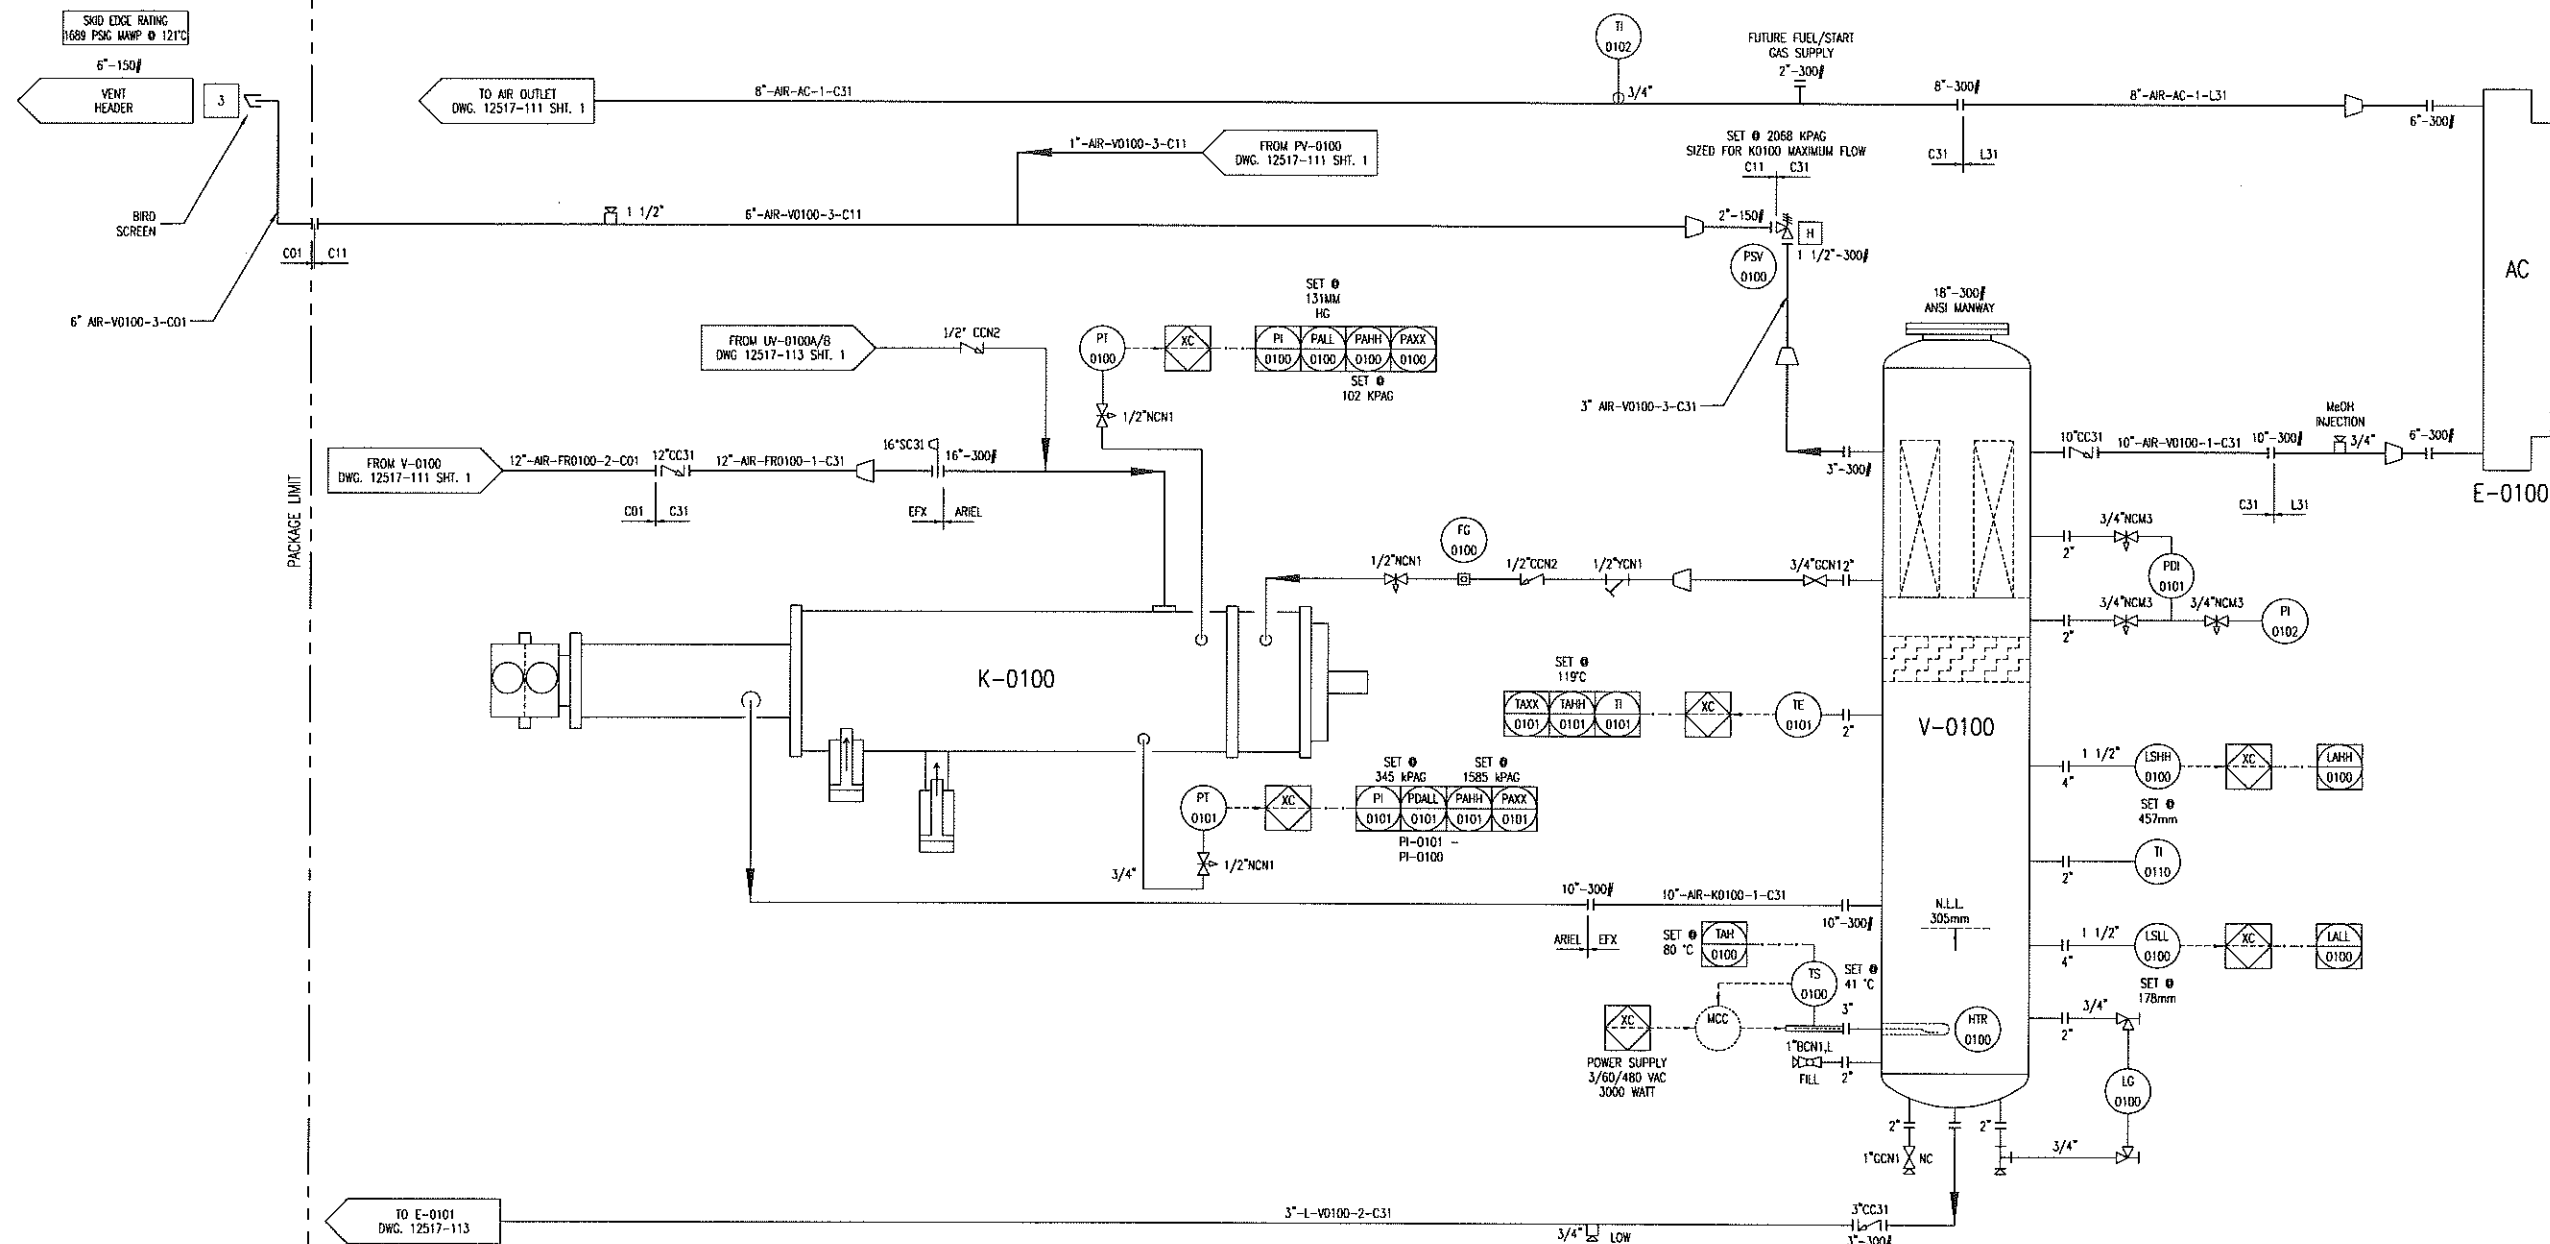 SKID EDGE RATING
1689 PSIG MAWP @ 121°C
6"-150#
VENT
HEADER
3
BIRD
SCREEN
C01
C11
6" AIR-V0100-3-C01
PACKAGE LIMIT
TO AIR OUTLET
DWG. 12517-111 SHT. 1
8"-AIR-AC-1-C31
TI
0102
3/4"
FUTURE FUEL/START
GAS SUPPLY
2"-300#
8"-300#
C31
L31
8"-AIR-AC-1-L31
6"-300#
AC
E-0100
1"-AIR-V0100-3-C11
FROM PV-0100
DWG. 12517-111 SHT. 1
1 1/2"
6"-AIR-V0100-3-C11
SET @ 2068 KPAG
SIZED FOR K0100 MAXIMUM FLOW
C11
C31
2"-150#
H
1 1/2"-300#
PSV
0100
3" AIR-V0100-3-C31
3"-300#
18"-300#
ANSI MANWAY
FROM UV-0100A/B
DWG 12517-113 SHT. 1
1/2" CCN2
PT
0100
XC
SET @
131MM
HG
PI
0100
PALL
0100
PAHH
0100
PAXX
0100
SET @
102 KPAG
1/2"NCN1
FROM V-0100
DWG. 12517-111 SHT. 1
12"-AIR-FR0100-2-C01
12"CC31
C01
C31
12"-AIR-FR0100-1-C31
16"SC31
16"-300#
EFX
ARIEL
10"CC31
10"-AIR-V0100-1-C31
10"-300#
C31
L31
MeOH
INJECTION
3/4"
6"-300#
1/2"NCN1
FG
0100
1/2"CCN2
1/2"YCN1
3/4"GCN1
2"
3/4"NCM3
2"
PDI
0101
3/4"NCM3
3/4"NCM3
2"
PI
0102
K-0100
SET @
119°C
TAXX
0101
TAHH
0101
TI
0101
XC
TE
0101
2"
V-0100
1 1/2"
4"
LSHH
0100
XC
LAHH
0100
SET @
457mm
2"
TI
0110
PT
0101
XC
SET @
345 kPAG
SET @
1585 kPAG
PI
0101
PDALL
0101
PAHH
0101
PAXX
0101
PI-0101 -
PI-0100
3/4"
1/2"NCN1
10"-300#
ARIEL
EFX
10"-AIR-K0100-1-C31
10"-300#
N.L.L.
305mm
1 1/2"
4"
LSLL
0100
XC
LALL
0100
SET @
178mm
SET @
80 °C
TAH
0100
TS
0100
SET @
41 °C
3"
XC
MCC
HTR
0100
POWER SUPPLY
3/60/480 VAC
3000 WATT
1"BCN1,L
FILL
2"
3/4"
2"
LG
0100
3/4"
2"
1"GCN1
NC
2"
TO E-0101
DWG. 12517-113
3"-L-V0100-2-C31
3/4"
LOW
3"CC31
3"-300#